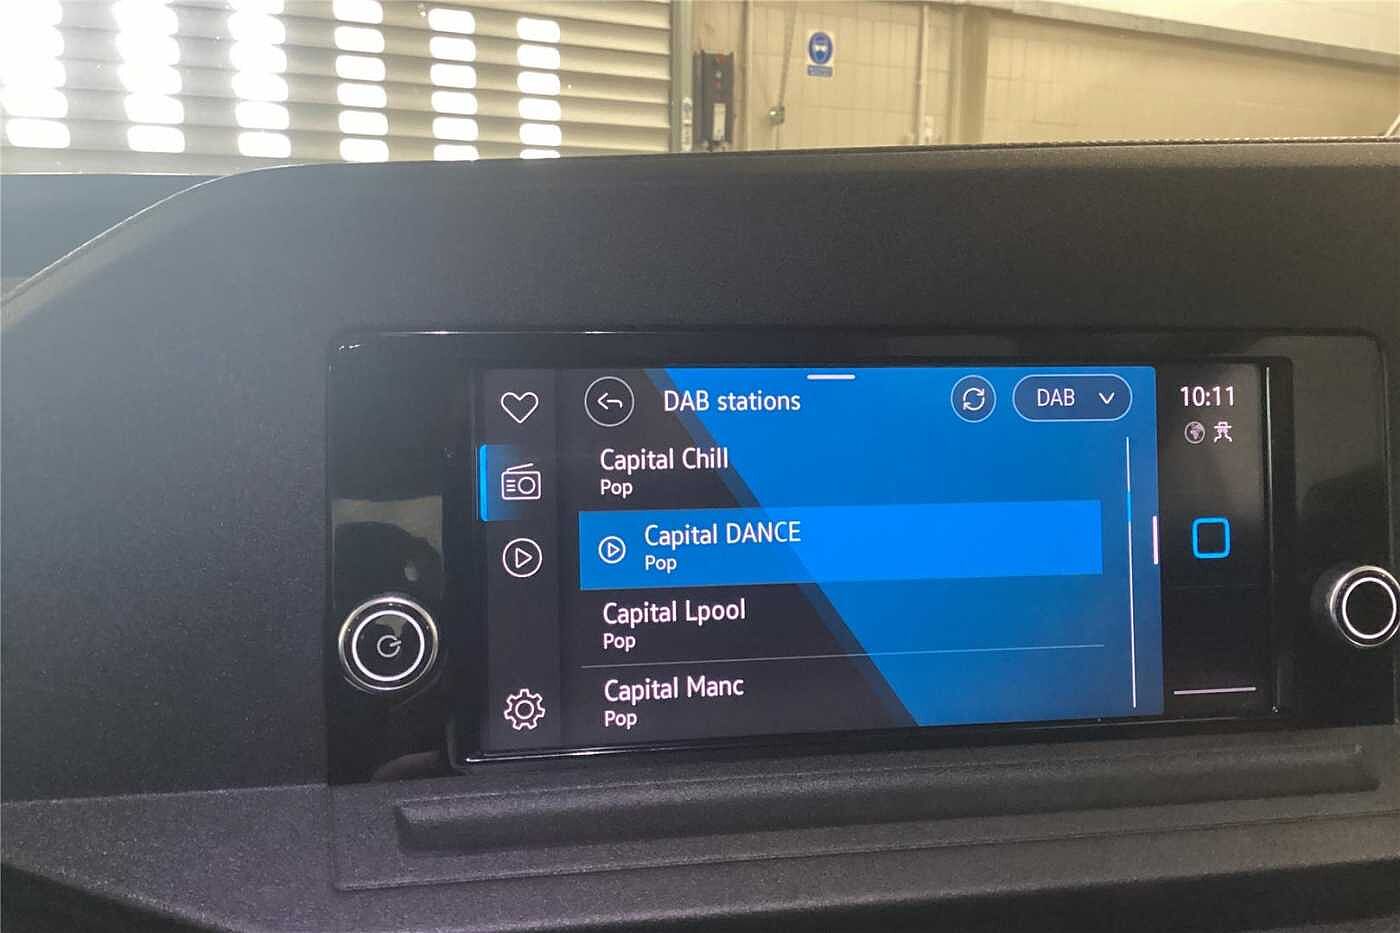 DAB stations
DAB
10:11
Capital Chill
Pop
Capital DANCE
Pop
Capital Lpool
Pop
Capital Manc
Pop